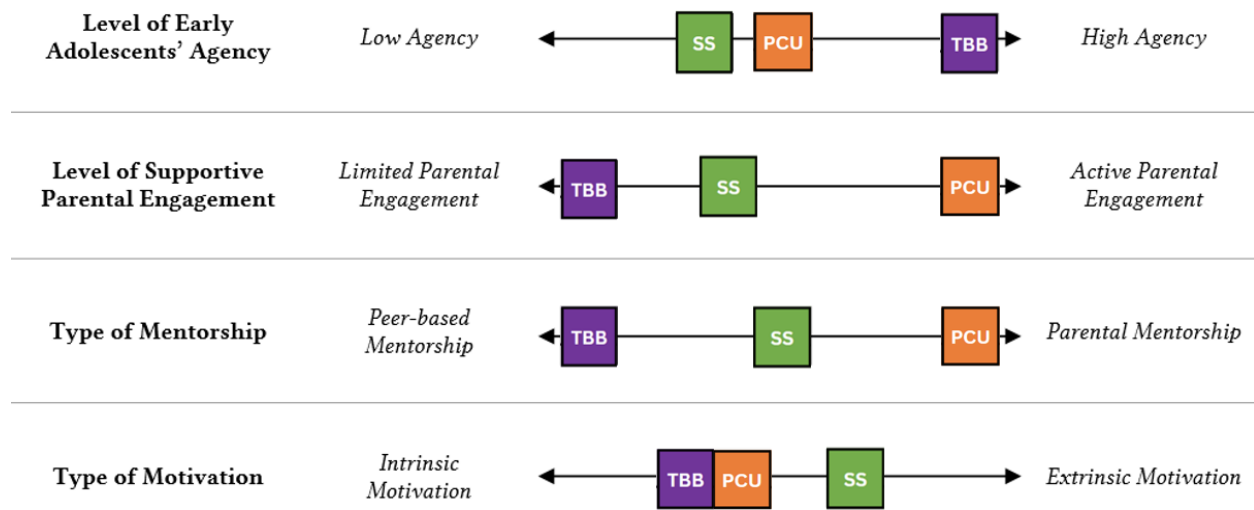 Level of Early
Adolescents' Agency
Low Agency
SS
PCU
TBB
High Agency
Level of Supportive
Parental Engagement
Limited Parental
Engagement
TBB
SS
PCU
Active Parental
Engagement
Type of Mentorship
Peer-based
Mentorship
TBB
SS
PCU
Parental Mentorship
Type of Motivation
Intrinsic
Motivation
TBB
PCU
SS
Extrinsic Motivation